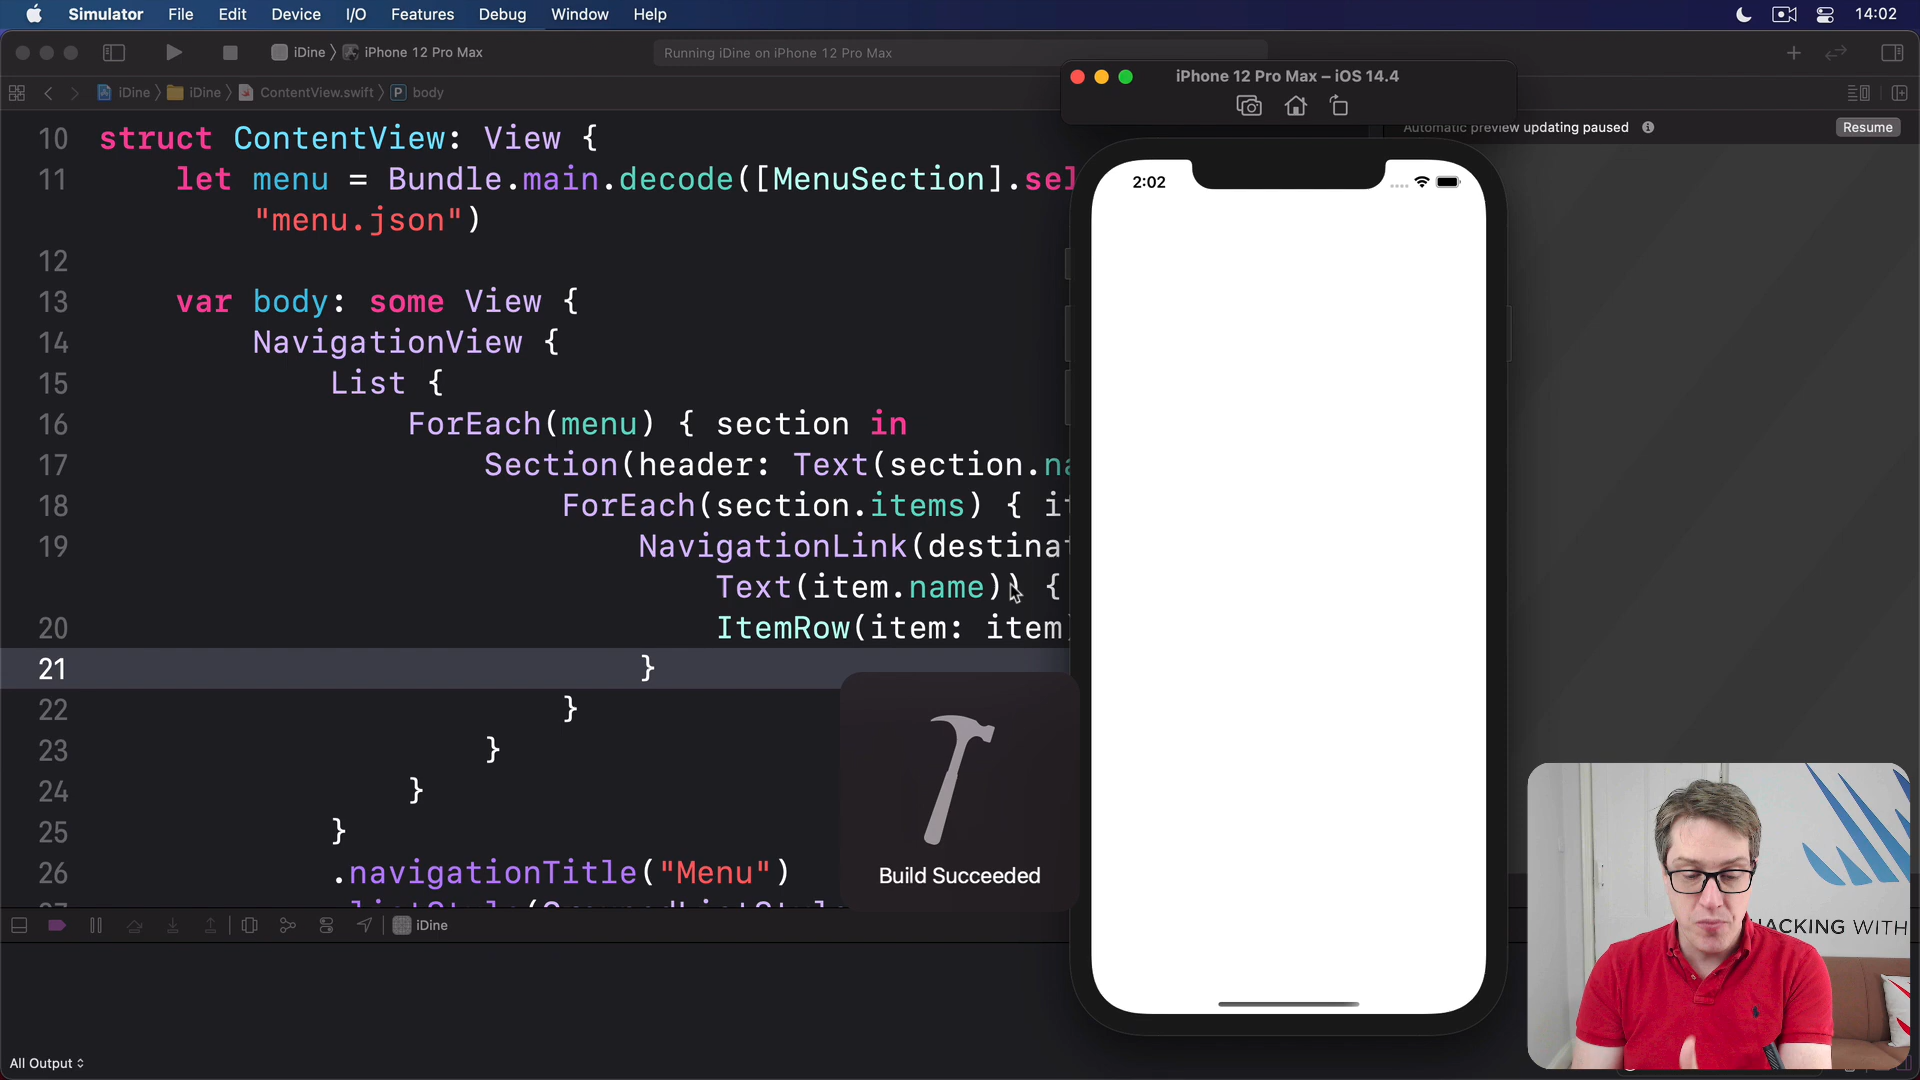 Simulator File Edit Device I/O Features Debug Window Help 14:02
iDine iPhone 12 Pro Max Running iDine on iPhone 12 Pro Max
iPhone 12 Pro Max – iOS 14.4
iDine iDine ContentView.swift P body
Automatic preview updating paused Resume
10 struct ContentView: View {
11 let menu = Bundle.main.decode([MenuSection].sel
"menu.json")
12
13 var body: some View {
14 NavigationView {
15 List {
16 ForEach(menu) { section in
17 Section(header: Text(section.na
18 ForEach(section.items) { it
19 NavigationLink(destinat
Text(item.name)) {
20 ItemRow(item: item)
21 }
22 }
23 }
24 }
25 }
26 .navigationTitle("Menu")
2:02
Build Succeeded
iDine
All Output
HACKING WITH